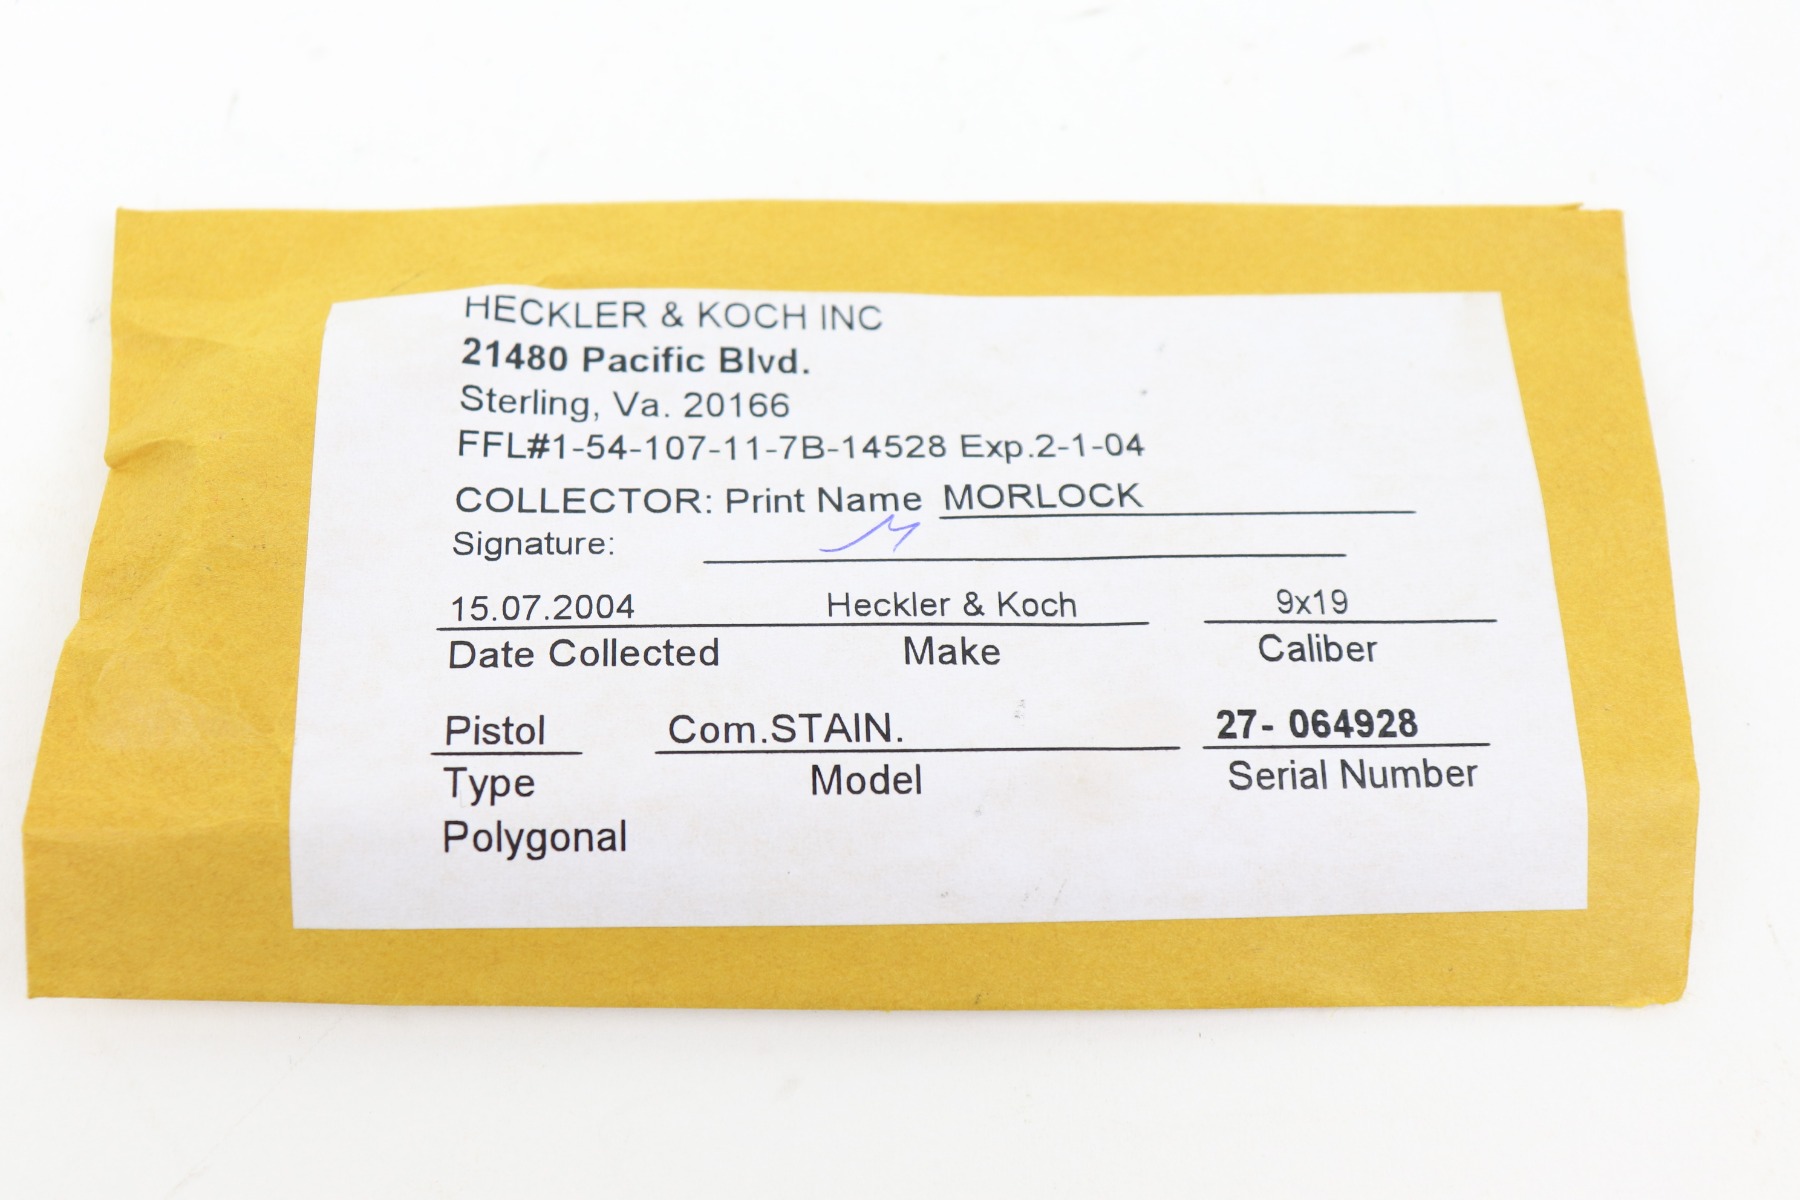 HECKLER & KOCH INC
21480 Pacific Blvd.
Sterling, Va. 20166
FFL#1-54-107-11-7B-14528 Exp.2-1-04
COLLECTOR: Print Name MORLOCK
Signature:
15.07.2004 Heckler & Koch 9x19
Date Collected Make Caliber
Pistol Com.STAIN. 27- 064928
Type Model Serial Number
Polygonal